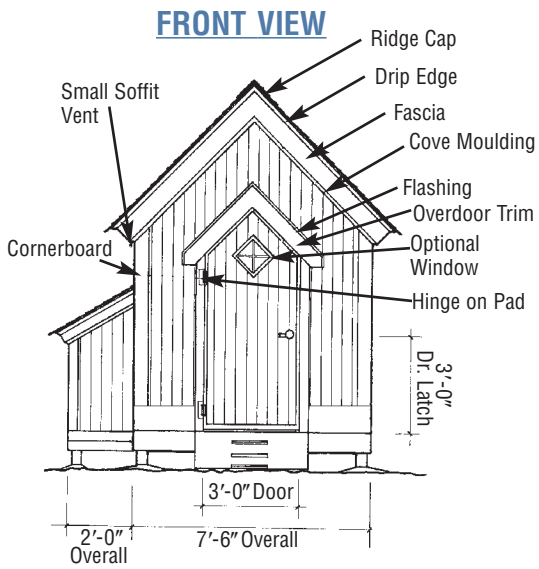 FRONT VIEW
Ridge Cap
Drip Edge
Fascia
Cove Moulding
Small Soffit
Vent
Flashing
Overdoor Trim
Optional
Window
Cornerboard
Hinge on Pad
3'-0"
Dr. Latch
3'-0" Door
2'-0"
Overall
7'-6" Overall